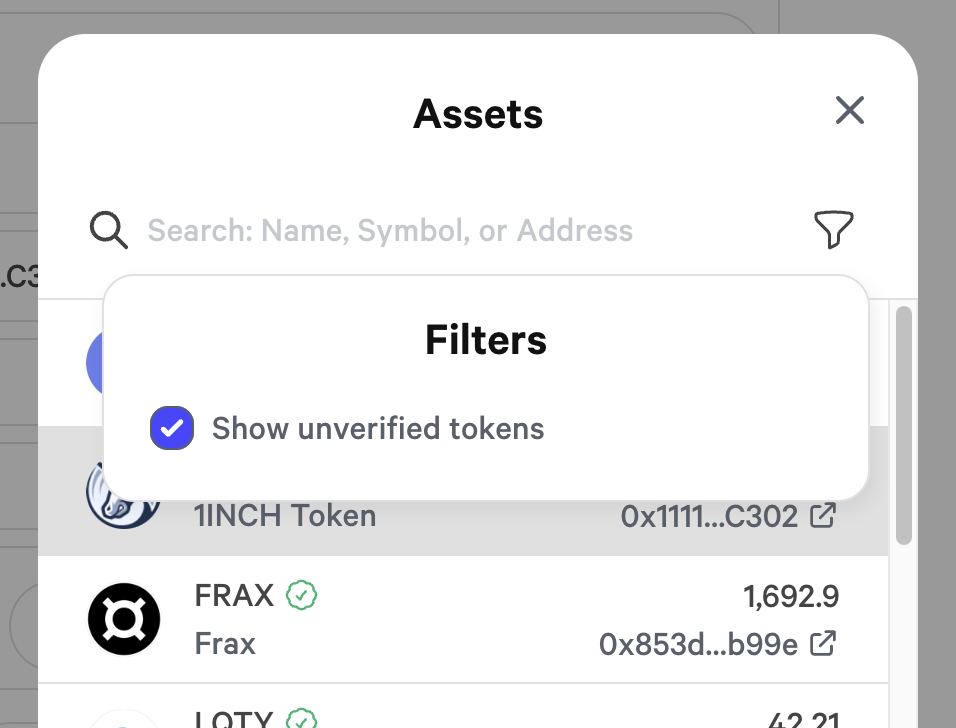 Assets
Search: Name, Symbol, or Address
.C3
Filters
Show unverified tokens
1INCH Token 0x1111...C302
FRAX 1,692.9
Frax 0x853d...b99e
LQTY 42.21